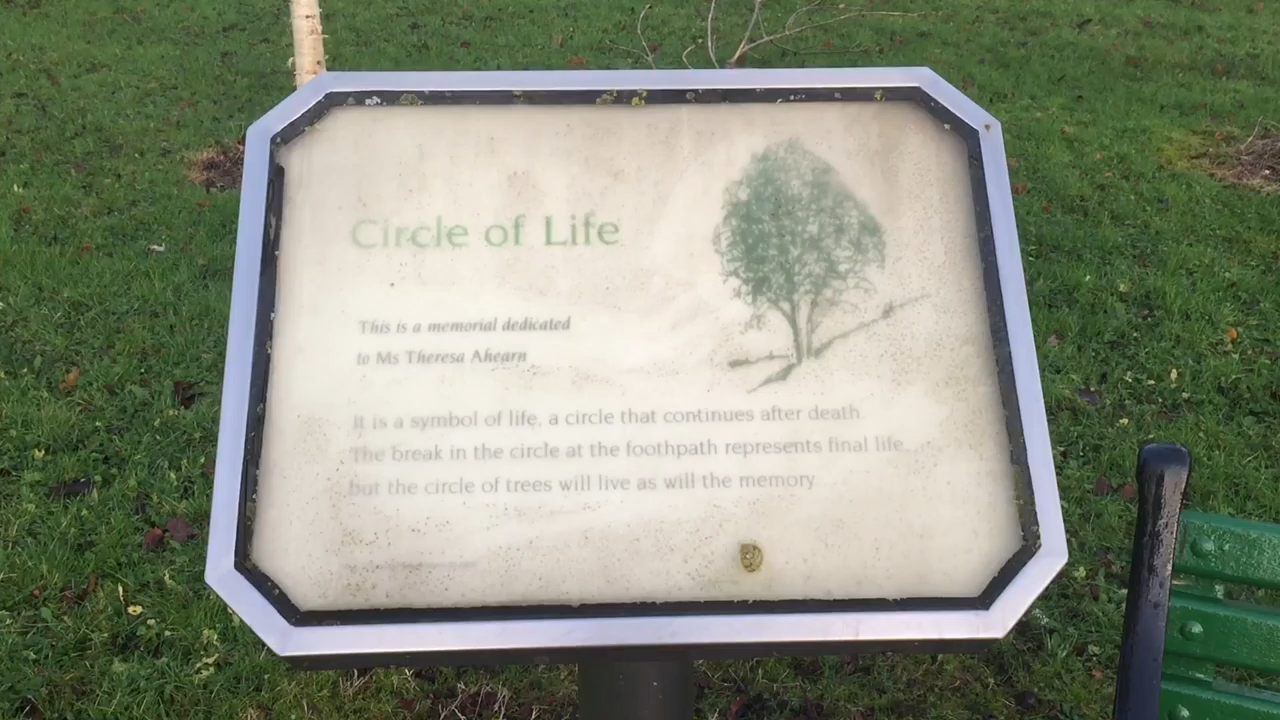 Circle of Life
This is a memorial dedicated
to Ms Theresa Ahearn
It is a symbol of life, a circle that continues after death.
The break in the circle at the foothpath represents final life
but the circle of trees will live as will the memory